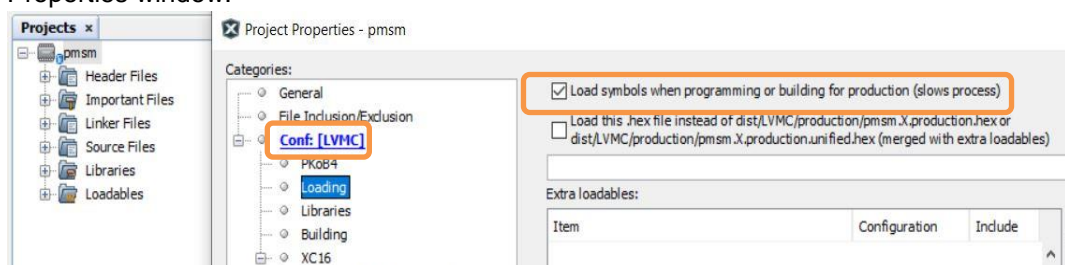 Properties window.
Projects ×
pmsm
Header Files
Important Files
Linker Files
Source Files
Libraries
Loadables
Project Properties - pmsm
Categories:
General
File Inclusion/Exclusion
Conf: [LVMC]
PKoB4
Loading
Libraries
Building
XC16
Load symbols when programming or building for production (slows process)
Load this .hex file instead of dist/LVMC/production/pmsm.X.production.hex or
dist/LVMC/production/pmsm.X.production.unified.hex (merged with extra loadables)
Extra loadables:
Item Configuration Include